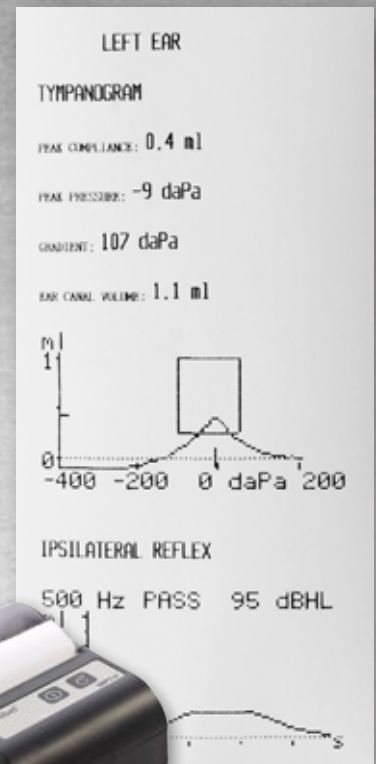 LEFT EAR
TYMPANOGRAM
PEAK COMPLIANCE: 0.4 ml
PEAK PRESSURE: -9 daPa
GRADIENT: 107 daPa
EAR CANAL VOLUME: 1.1 ml
ml
1
0
-400 -200 0 daPa 200
IPSILATERAL REFLEX
500 Hz PASS 95 dBHL
S